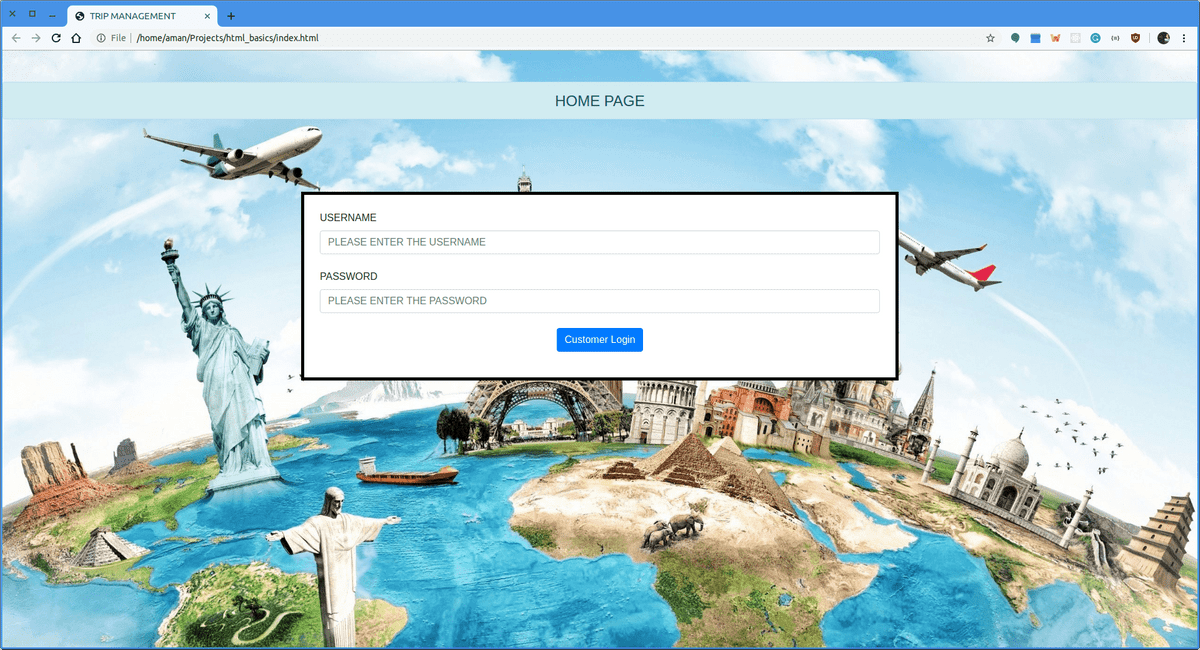 TRIP MANAGEMENT
File
/home/aman/Projects/html_basics/index.html
HOME PAGE
USERNAME
PLEASE ENTER THE USERNAME
PASSWORD
PLEASE ENTER THE PASSWORD
Customer Login